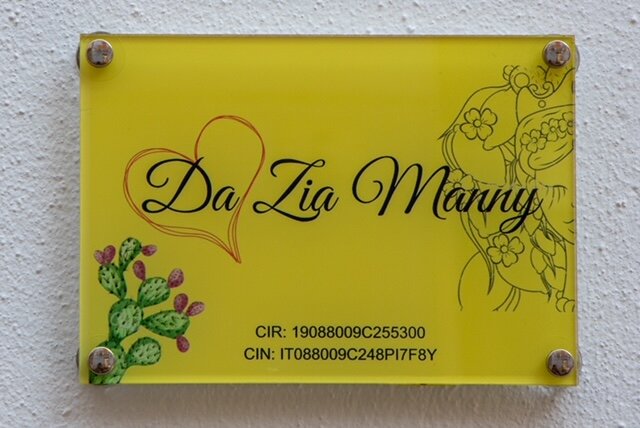 Da Zia Manny
CIR: 19088009C255300
CIN: IT088009C248PI7F8Y